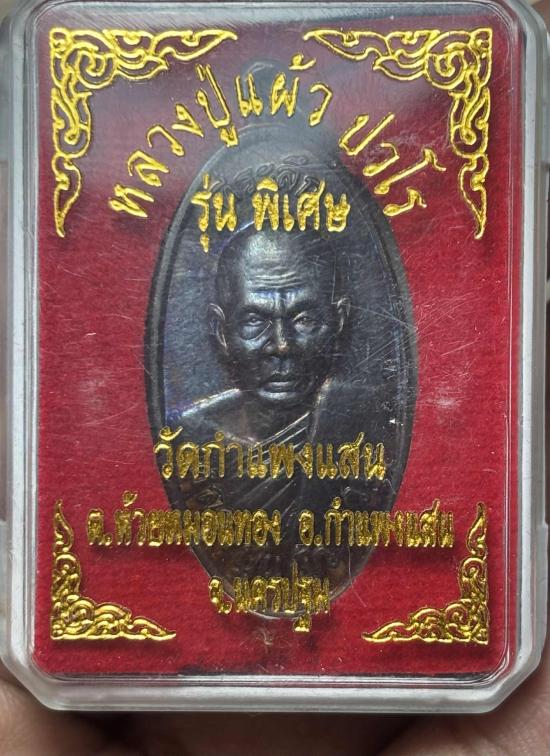 หลวงปู่แผ้ว ปวโร
รุ่น พิเศษ
วัดกำแพงแสน
ต.ห้วยหมอนทอง อ.กำแพงแสน
จ.นครปฐม